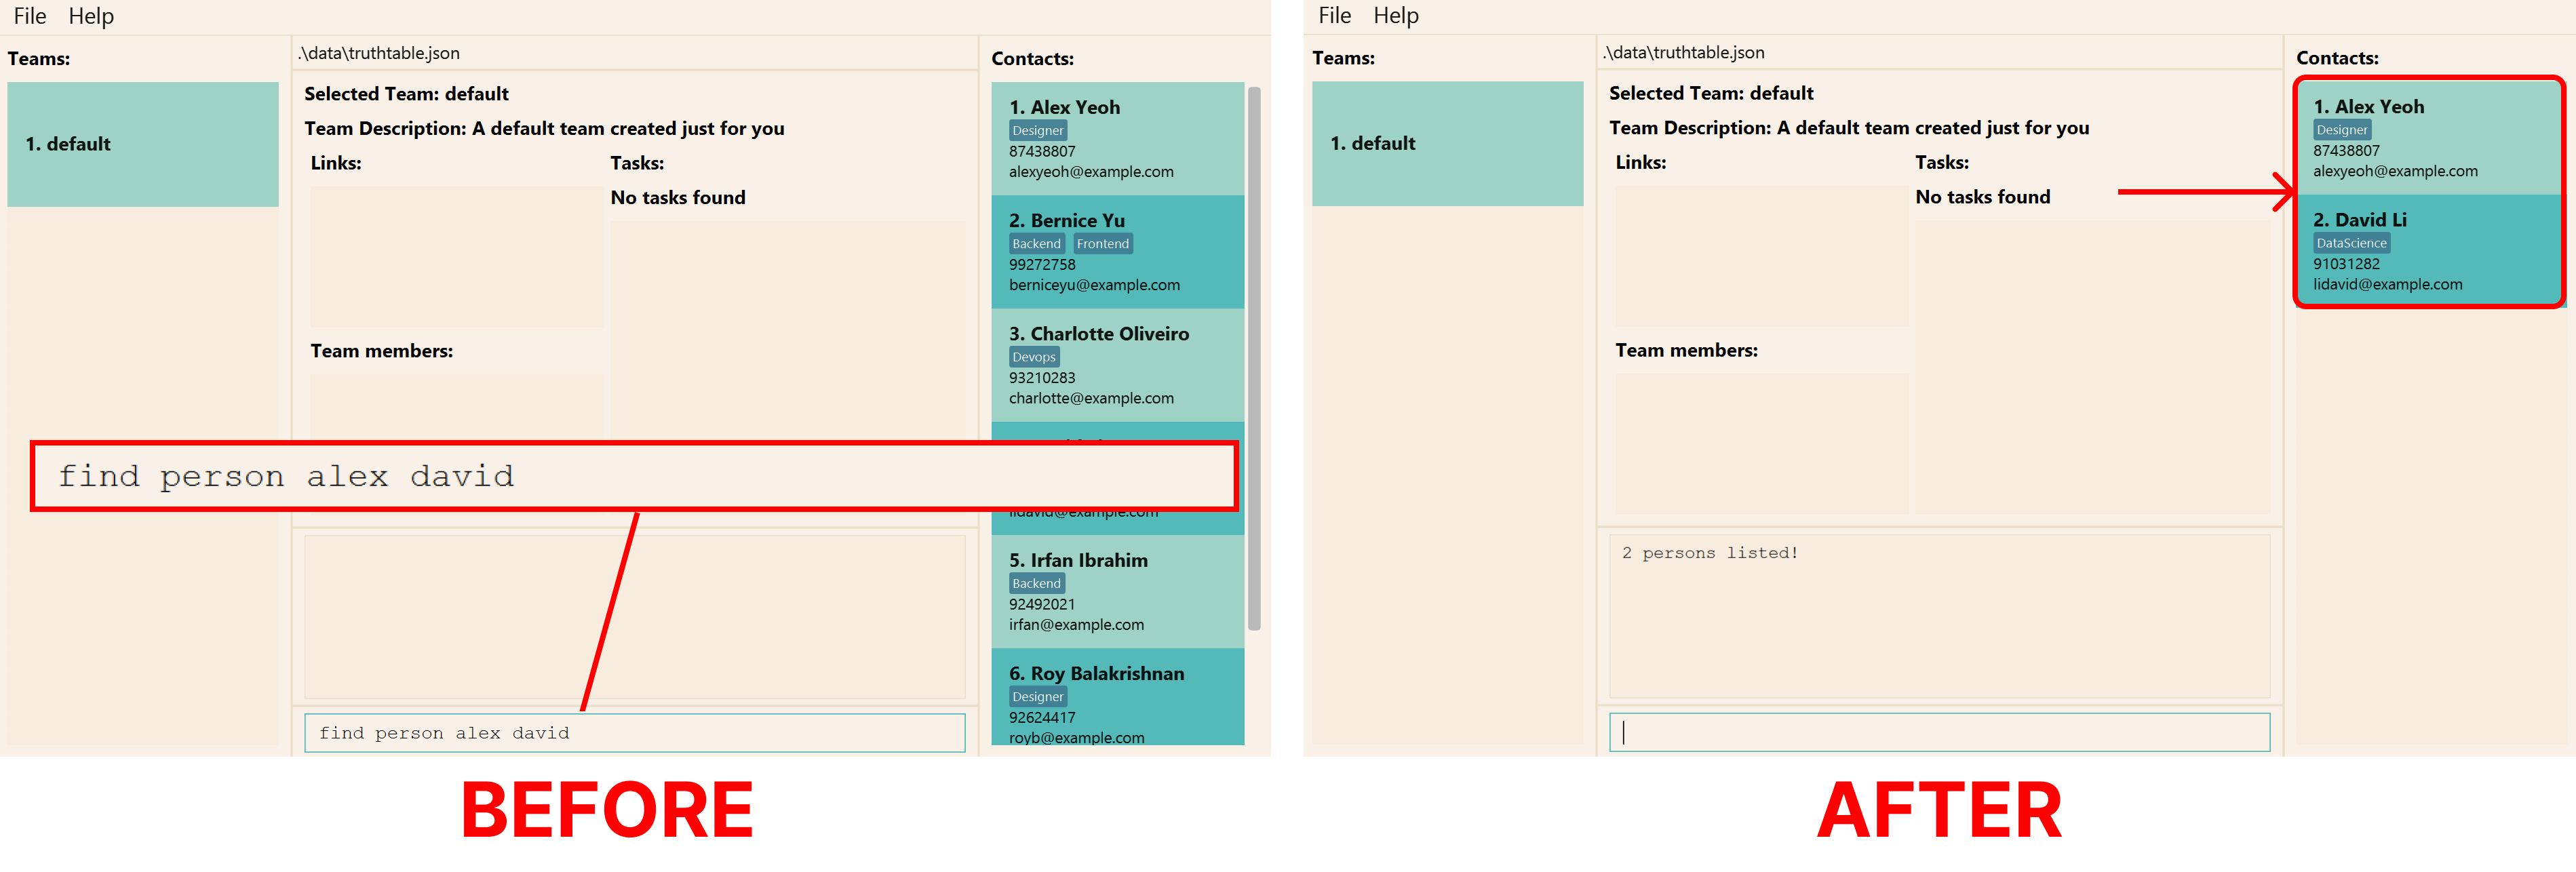 File Help
Teams:
1. default
.\data\truthtable.json
Selected Team: default
Team Description: A default team created just for you
Links:
Tasks:
No tasks found
Team members:
find person alex david
find person alex david
Contacts:
1. Alex Yeoh
Designer
87438807
alexyeoh@example.com
2. Bernice Yu
Backend Frontend
99272758
berniceyu@example.com
3. Charlotte Oliveiro
Devops
93210283
charlotte@example.com
lidavid@example.com
5. Irfan Ibrahim
Backend
92492021
irfan@example.com
6. Roy Balakrishnan
Designer
92624417
royb@example.com
BEFORE
File Help
Teams:
1. default
.\data\truthtable.json
Selected Team: default
Team Description: A default team created just for you
Links:
Tasks:
No tasks found
Team members:
2 persons listed!
Contacts:
1. Alex Yeoh
Designer
87438807
alexyeoh@example.com
2. David Li
DataScience
91031282
lidavid@example.com
AFTER